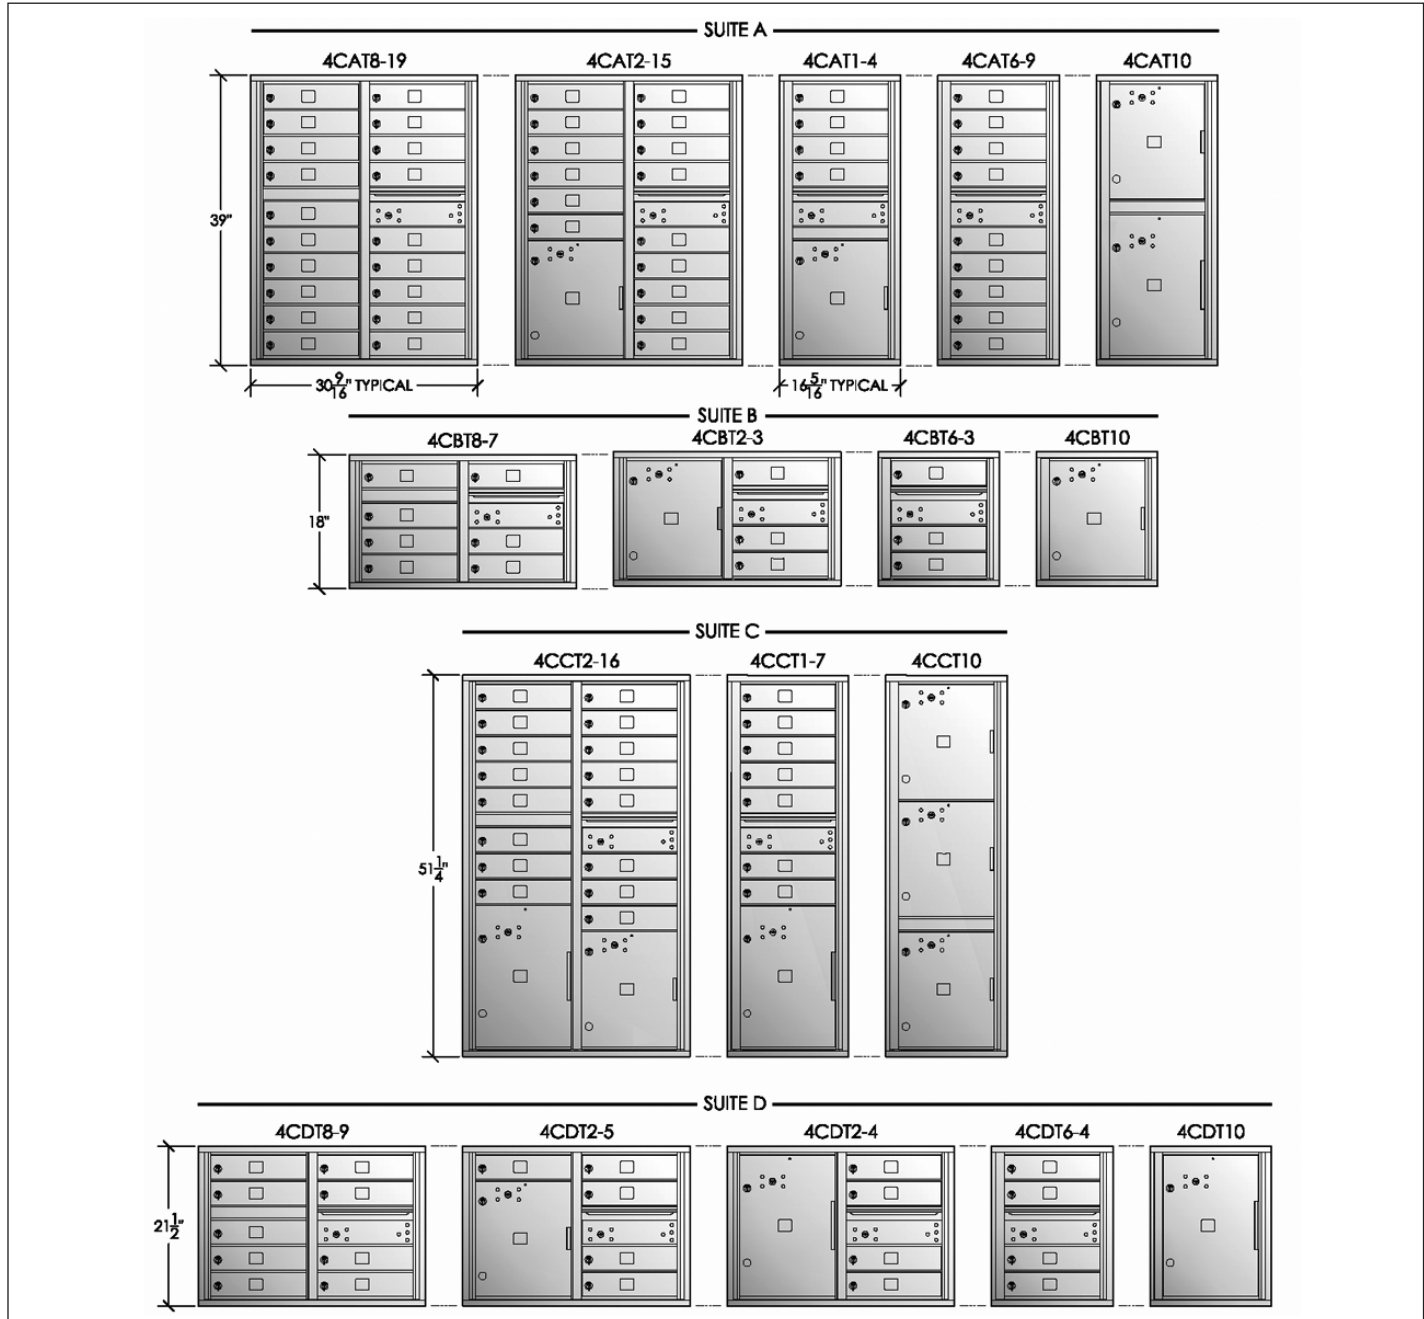 SUITE A
4CAT8-19 4CAT2-15 4CAT1-4 4CAT6-9 4CAT10
39"
30 9/16" TYPICAL 16 5/16" TYPICAL
SUITE B
4CBT8-7 4CBT2-3 4CBT6-3 4CBT10
18"
SUITE C
4CCT2-16 4CCT1-7 4CCT10
51 1/4"
SUITE D
4CDT8-9 4CDT2-5 4CDT2-4 4CDT6-4 4CDT10
21 1/2"